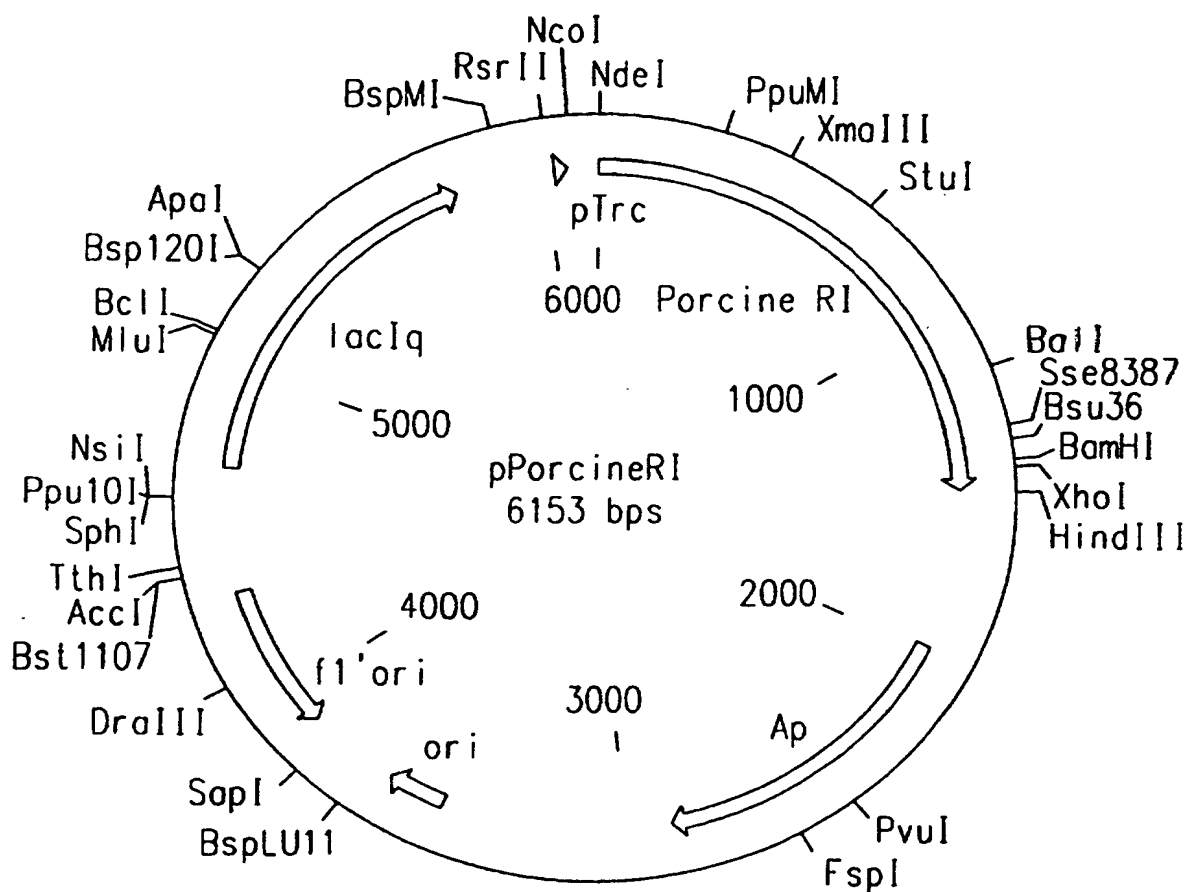 NcoI
RsrII
NdeI
BspMI
PpuMI
XmaIII
StuI
ApaI
Bsp120I
BclI
MluI
pTrc
6000
Porcine RI
lacIq
5000
1000
BalI
Sse8387
Bsu36
BamHI
XhoI
HindIII
NsiI
Ppu10I
SphI
pPorcineRI
6153 bps
TthI
AccI
Bst1107
4000
2000
f1'ori
DraIII
3000
Ap
ori
SapI
BspLU11
PvuI
FspI